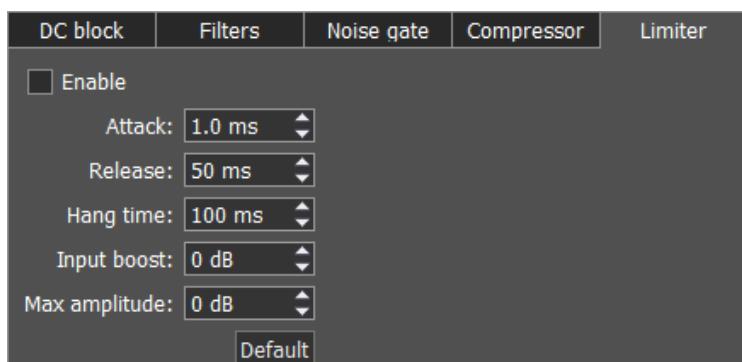 DC block Filters Noise gate Compressor Limiter
Enable
Attack: 1.0 ms
Release: 50 ms
Hang time: 100 ms
Input boost: 0 dB
Max amplitude: 0 dB
Default